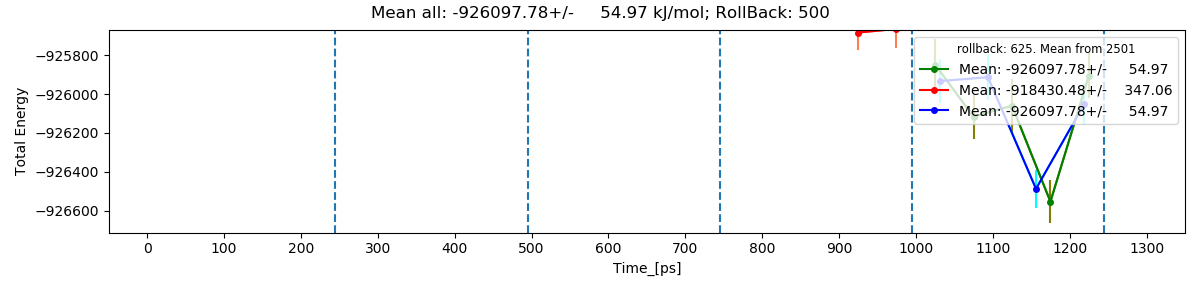 Mean all: -926097.78+/- 54.97 kJ/mol; RollBack: 500
rollback: 625. Mean from 2501
Mean: -926097.78+/- 54.97
Mean: -918430.48+/- 347.06
Mean: -926097.78+/- 54.97
Total Energy
−925800
−926000
−926200
−926400
−926600
0 100 200 300 400 500 600 700 800 900 1000 1100 1200 1300
Time_[ps]